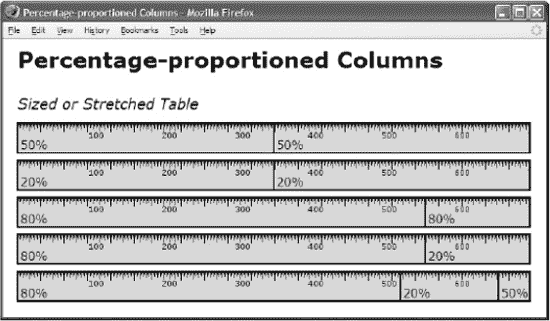 Percentage-proportioned Columns - Mozilla Firefox
File Edit View History Bookmarks Tools Help
Percentage-proportioned Columns
Sized or Stretched Table
100 200 300 400 500 600
50% 50%
100 200 300 400 500 600
20% 20%
100 200 300 400 500 600
80% 80%
100 200 300 400 500 600
80% 20%
100 200 300 400 500 600
80% 20% 50%